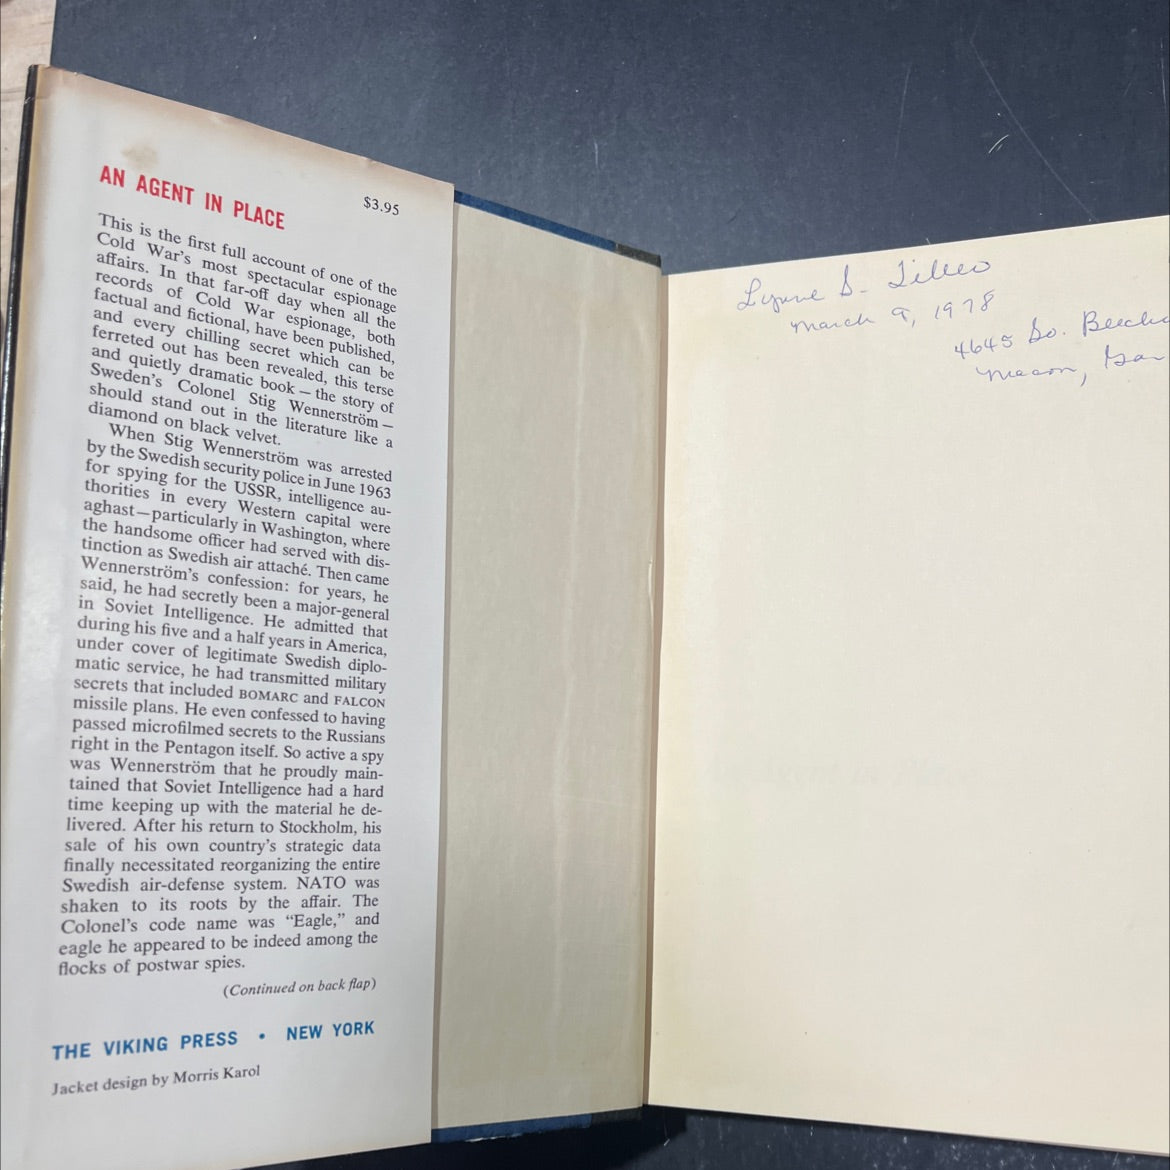 AN AGENT IN PLACE
$3.95
This is the first full account of one of the
Cold War's most spectacular espionage
affairs. In that far-off day when all the
records of Cold War espionage, both
factual and fictional, have been published,
and every chilling secret which can be
ferreted out has been revealed, this terse
and quietly dramatic book — the story of
Sweden's Colonel Stig Wennerström —
should stand out in the literature like a
diamond on black velvet.
When Stig Wennerström was arrested
by the Swedish security police in June 1963
for spying for the USSR, intelligence au-
thorities in every Western capital were
aghast—particularly in Washington, where
the handsome officer had served with dis-
tinction as Swedish air attaché. Then came
Wennerström's confession: for years, he
said, he had secretly been a major-general
in Soviet Intelligence. He admitted that
during his five and a half years in America,
under cover of legitimate Swedish diplo-
matic service, he had transmitted military
secrets that included BOMARC and FALCON
missile plans. He even confessed to having
passed microfilmed secrets to the Russians
right in the Pentagon itself. So active a spy
was Wennerström that he proudly main-
tained that Soviet Intelligence had a hard
time keeping up with the material he de-
livered. After his return to Stockholm, his
sale of his own country's strategic data
finally necessitated reorganizing the entire
Swedish air-defense system. NATO was
shaken to its roots by the affair. The
Colonel's code name was “Eagle,” and
eagle he appeared to be indeed among the
flocks of postwar spies.
(Continued on back flap)
THE VIKING PRESS • NEW YORK
Jacket design by Morris Karol
Lynne S.
March 9, 1978
4645 So.
Macon,